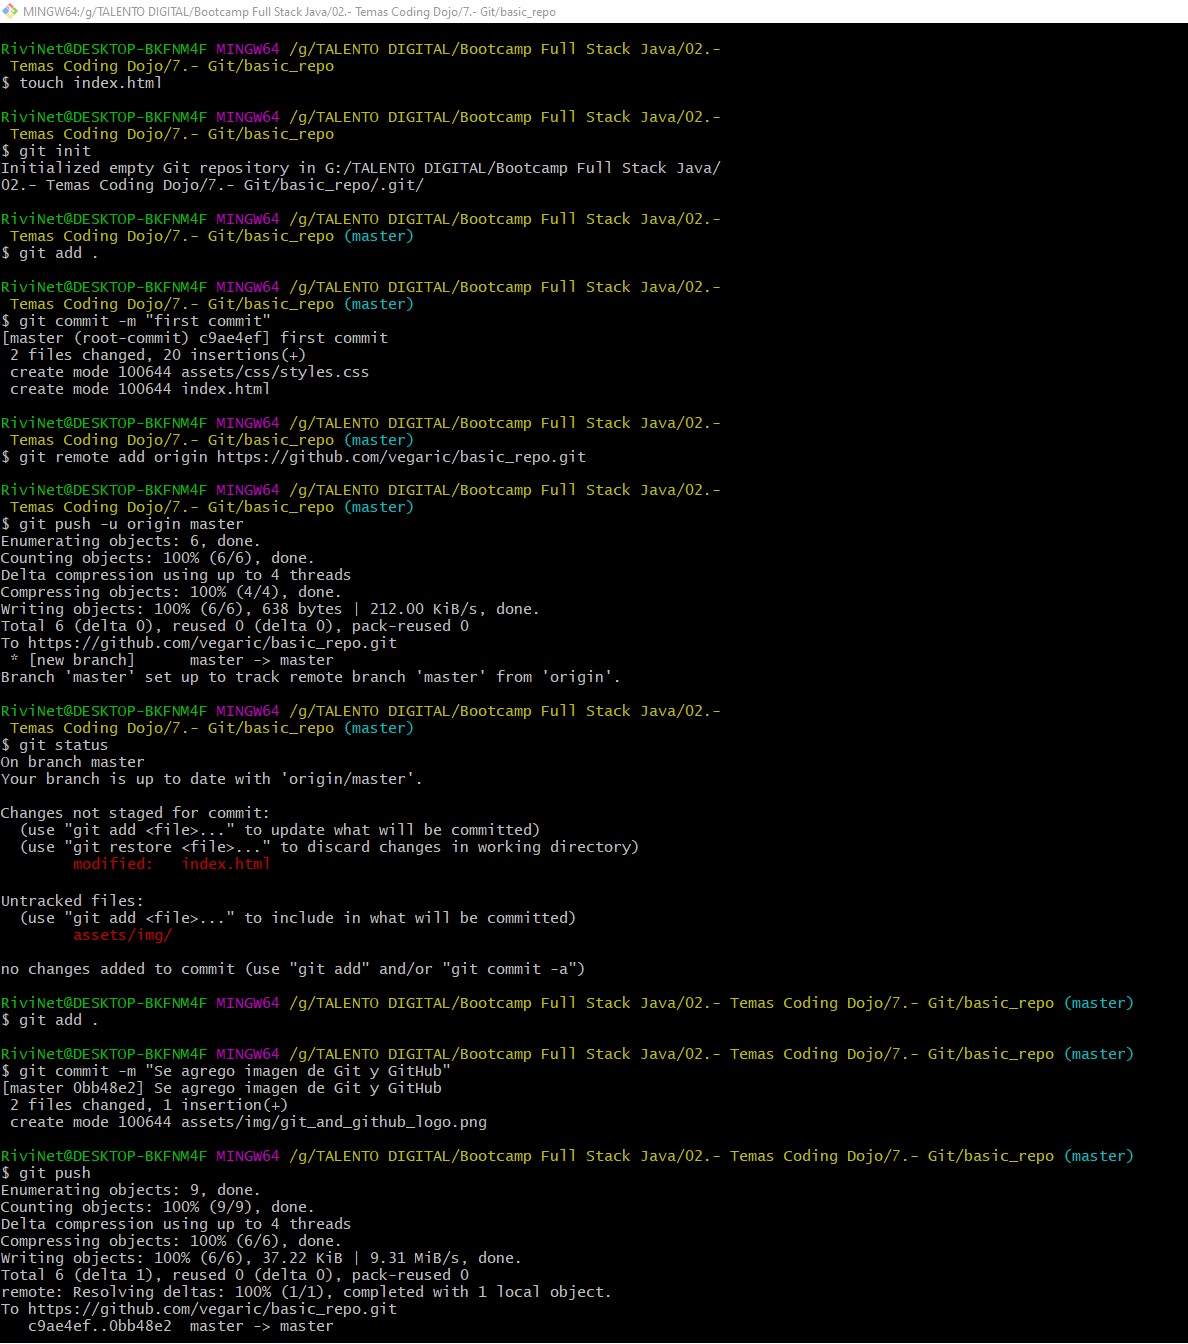 MINGW64:/g/TALENTO DIGITAL/Bootcamp Full Stack Java/02.- Temas Coding Dojo/7.- Git/basic_repo
RiviNet@DESKTOP-BKFNM4F MINGW64 /g/TALENTO DIGITAL/Bootcamp Full Stack Java/02.-
 Temas Coding Dojo/7.- Git/basic_repo
$ touch index.html
RiviNet@DESKTOP-BKFNM4F MINGW64 /g/TALENTO DIGITAL/Bootcamp Full Stack Java/02.-
 Temas Coding Dojo/7.- Git/basic_repo
$ git init
Initialized empty Git repository in G:/TALENTO DIGITAL/Bootcamp Full Stack Java/
02.- Temas Coding Dojo/7.- Git/basic_repo/.git/
RiviNet@DESKTOP-BKFNM4F MINGW64 /g/TALENTO DIGITAL/Bootcamp Full Stack Java/02.-
 Temas Coding Dojo/7.- Git/basic_repo (master)
$ git add .
RiviNet@DESKTOP-BKFNM4F MINGW64 /g/TALENTO DIGITAL/Bootcamp Full Stack Java/02.-
 Temas Coding Dojo/7.- Git/basic_repo (master)
$ git commit -m "first commit"
[master (root-commit) c9ae4ef] first commit
 2 files changed, 20 insertions(+)
 create mode 100644 assets/css/styles.css
 create mode 100644 index.html
RiviNet@DESKTOP-BKFNM4F MINGW64 /g/TALENTO DIGITAL/Bootcamp Full Stack Java/02.-
 Temas Coding Dojo/7.- Git/basic_repo (master)
$ git remote add origin https://github.com/vegaric/basic_repo.git
RiviNet@DESKTOP-BKFNM4F MINGW64 /g/TALENTO DIGITAL/Bootcamp Full Stack Java/02.-
 Temas Coding Dojo/7.- Git/basic_repo (master)
$ git push -u origin master
Enumerating objects: 6, done.
Counting objects: 100% (6/6), done.
Delta compression using up to 4 threads
Compressing objects: 100% (4/4), done.
Writing objects: 100% (6/6), 638 bytes | 212.00 KiB/s, done.
Total 6 (delta 0), reused 0 (delta 0), pack-reused 0
To https://github.com/vegaric/basic_repo.git
 * [new branch]      master -> master
Branch 'master' set up to track remote branch 'master' from 'origin'.
RiviNet@DESKTOP-BKFNM4F MINGW64 /g/TALENTO DIGITAL/Bootcamp Full Stack Java/02.-
 Temas Coding Dojo/7.- Git/basic_repo (master)
$ git status
On branch master
Your branch is up to date with 'origin/master'.
Changes not staged for commit:
  (use "git add <file>..." to update what will be committed)
  (use "git restore <file>..." to discard changes in working directory)
        modified:   index.html
Untracked files:
  (use "git add <file>..." to include in what will be committed)
        assets/img/
no changes added to commit (use "git add" and/or "git commit -a")
RiviNet@DESKTOP-BKFNM4F MINGW64 /g/TALENTO DIGITAL/Bootcamp Full Stack Java/02.- Temas Coding Dojo/7.- Git/basic_repo (master)
$ git add .
RiviNet@DESKTOP-BKFNM4F MINGW64 /g/TALENTO DIGITAL/Bootcamp Full Stack Java/02.- Temas Coding Dojo/7.- Git/basic_repo (master)
$ git commit -m "Se agrego imagen de Git y GitHub"
[master 0bb48e2] Se agrego imagen de Git y GitHub
 2 files changed, 1 insertion(+)
 create mode 100644 assets/img/git_and_github_logo.png
RiviNet@DESKTOP-BKFNM4F MINGW64 /g/TALENTO DIGITAL/Bootcamp Full Stack Java/02.- Temas Coding Dojo/7.- Git/basic_repo (master)
$ git push
Enumerating objects: 9, done.
Counting objects: 100% (9/9), done.
Delta compression using up to 4 threads
Compressing objects: 100% (6/6), done.
Writing objects: 100% (6/6), 37.22 KiB | 9.31 MiB/s, done.
Total 6 (delta 1), reused 0 (delta 0), pack-reused 0
remote: Resolving deltas: 100% (1/1), completed with 1 local object.
To https://github.com/vegaric/basic_repo.git
   c9ae4ef..0bb48e2  master -> master